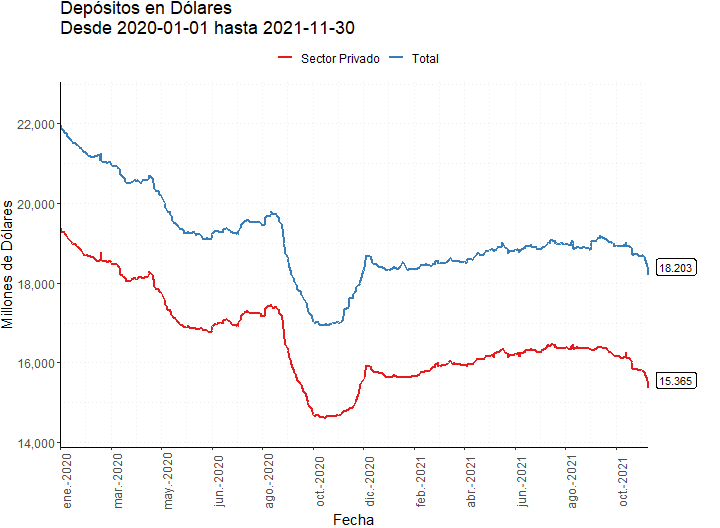 Depósitos en Dólares
Desde 2020-01-01 hasta 2021-11-30
Sector Privado Total
Millones de Dólares
22,000
20,000
18,000
16,000
14,000
18.203
15.365
ene.-2020
mar.-2020
may.-2020
jun.-2020
ago.-2020
oct.-2020
dic.-2020
feb.-2021
abr.-2021
jun.-2021
ago.-2021
oct.-2021
Fecha